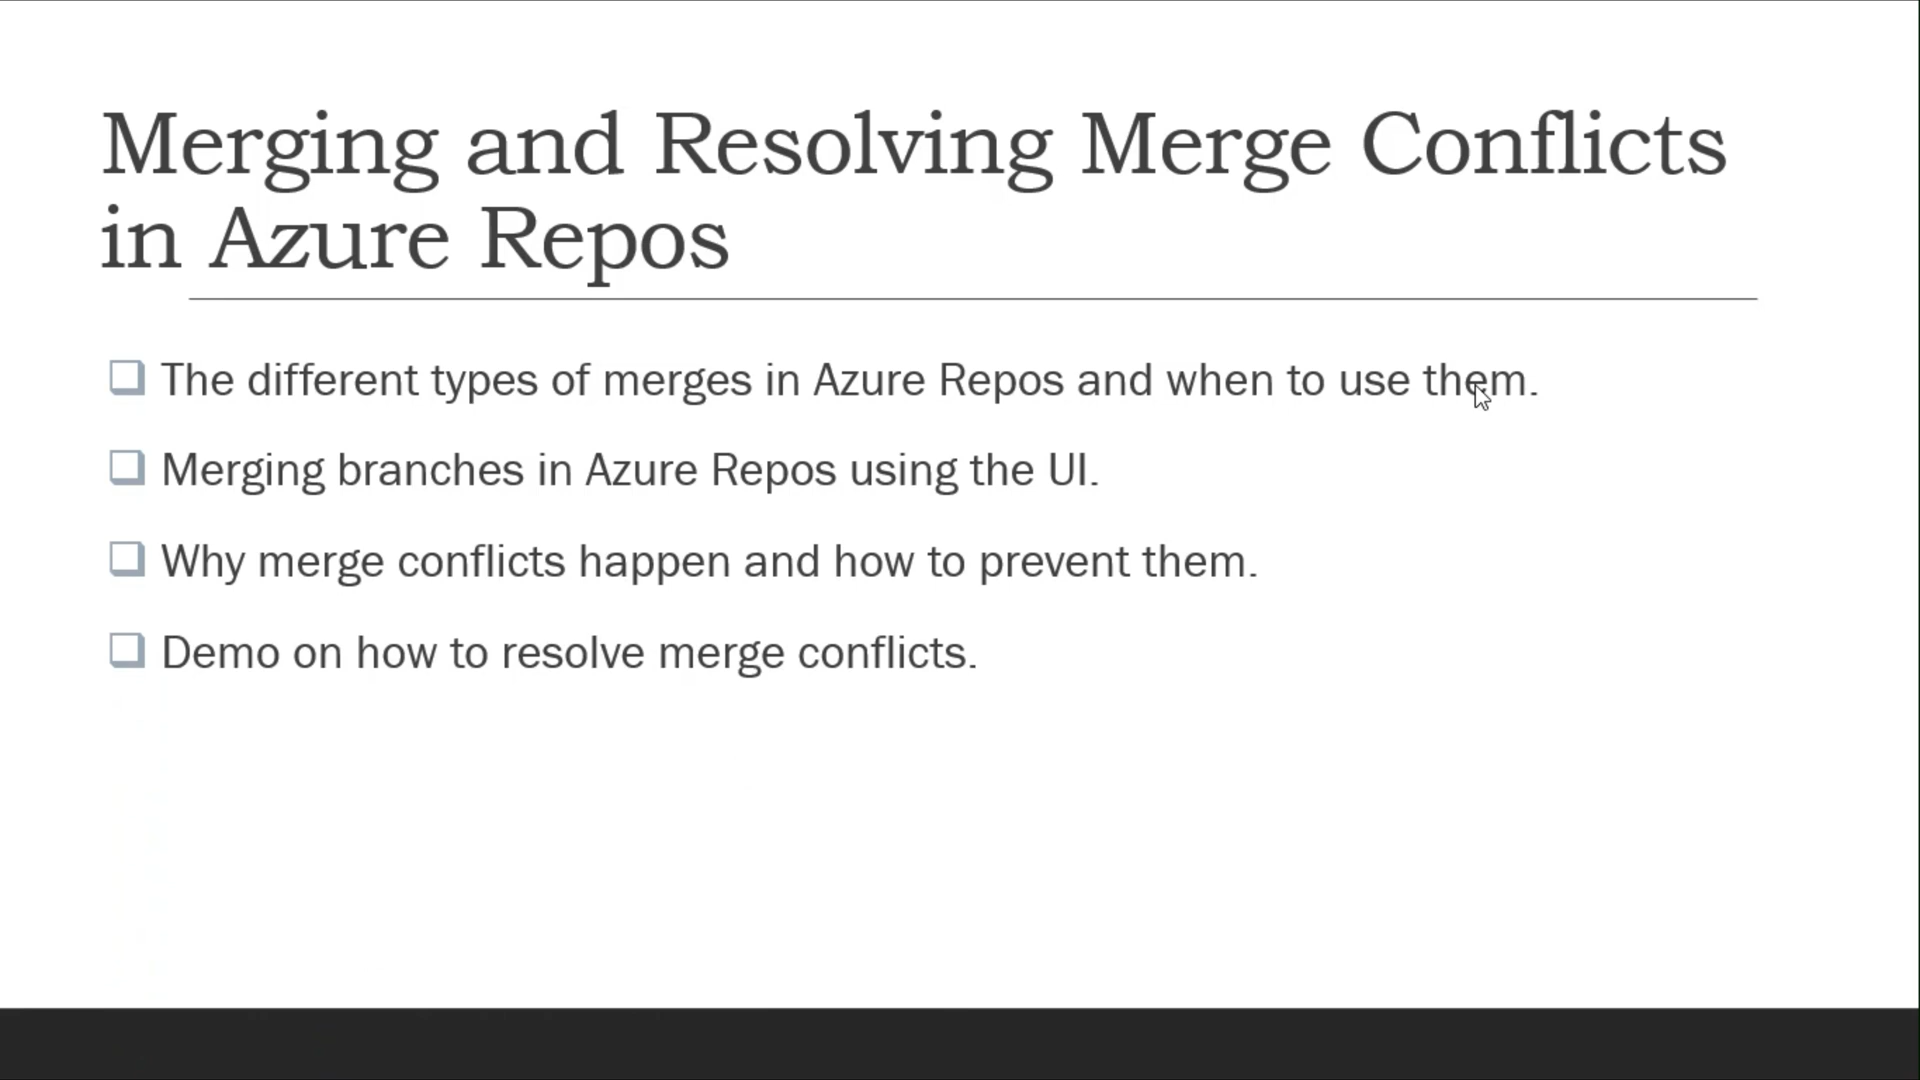 Merging and Resolving Merge Conflicts
in Azure Repos
The different types of merges in Azure Repos and when to use them.
Merging branches in Azure Repos using the UI.
Why merge conflicts happen and how to prevent them.
Demo on how to resolve merge conflicts.